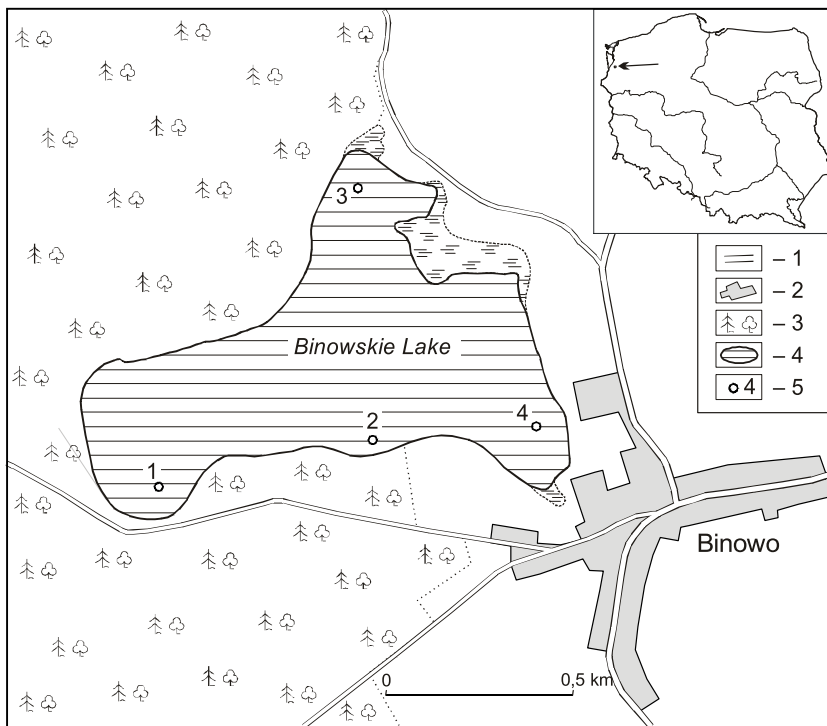 3
Binowskie Lake
2
4
1
Binowo
0
0,5 km
– 1
– 2
– 3
– 4
4 – 5